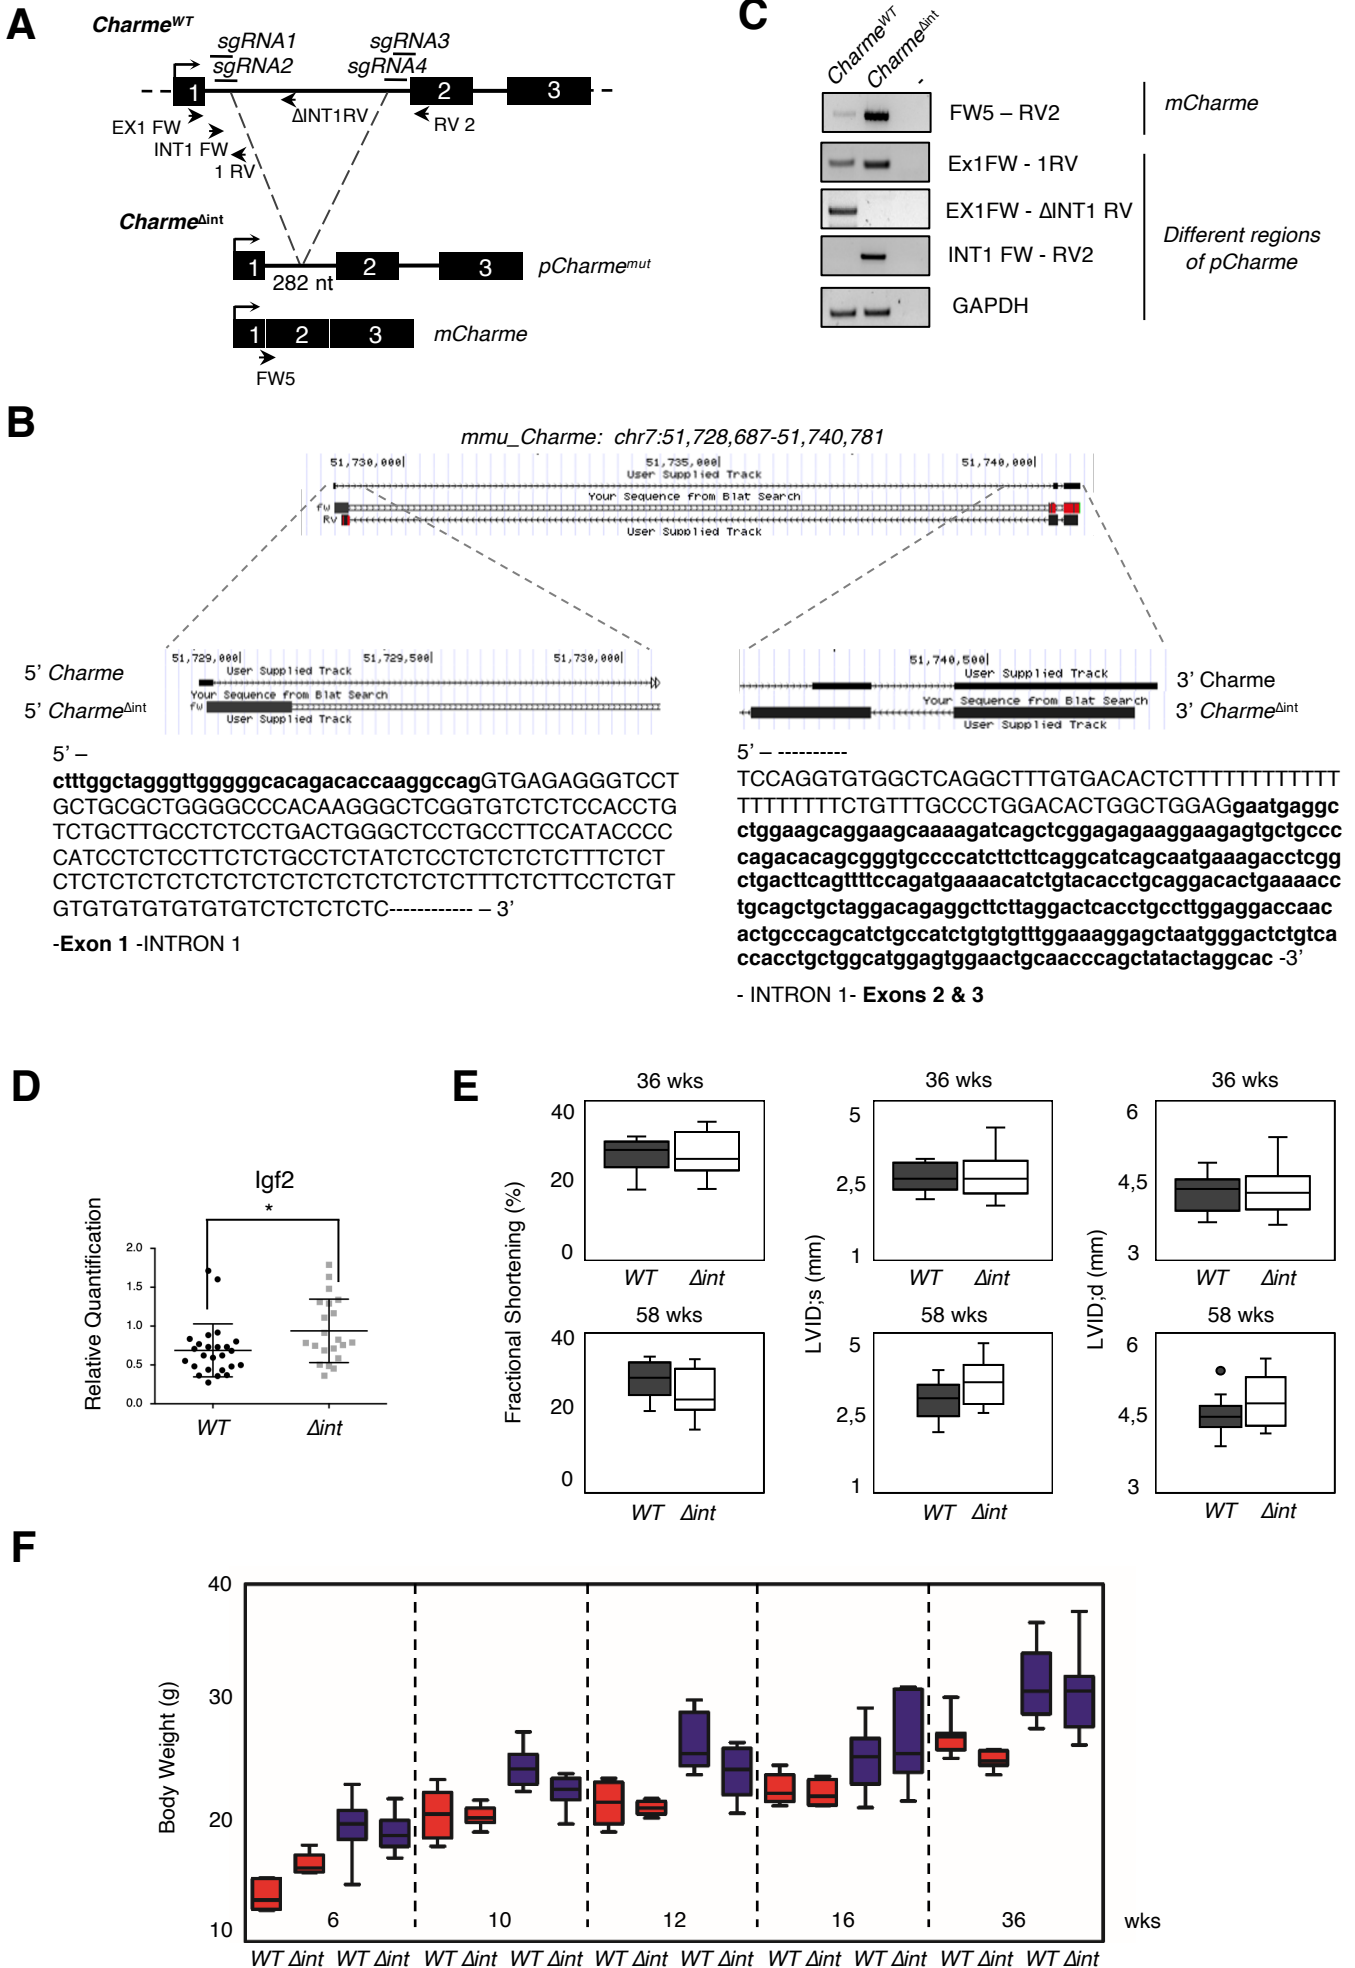 A
Charme^WT
sgRNA1
sgRNA2
sgRNA3
sgRNA4
1
2
3
EX1 FW
INT1 FW
1 RV
ΔINT1RV
RV 2
Charme^Δint
1
2
3
pCharme^mut
282 nt
1
2
3
mCharme
FW5
C
Charme^WT
Charme^Δint
-
FW5 – RV2
mCharme
Ex1FW - 1RV
EX1FW - ΔINT1 RV
INT1 FW - RV2
GAPDH
Different regions
of pCharme
B
mmu_Charme: chr7:51,728,687-51,740,781
51,730,000|
51,735,000|
51,740,000|
User Supplied Track
Your Sequence from Blat Search
fw
RV
User Supplied Track
51,729,000|
51,729,500|
51,730,000|
User Supplied Track
5’ Charme
Your Sequence from Blat Search
5’ Charme^Δint
fw
User Supplied Track
51,740,500|
User Supplied Track
3’ Charme
Your Sequence from Blat Search
3’ Charme^Δint
User Supplied Track
5’ –
ctttggctagggttgggggcacagacaccaaggccagGTGAGAGGGTCCT
GCTGCGCTGGGGCCCACAAGGGCTCGGTGTCTCTCCACCTG
TCTGCTTGCCTCTCCTGACTGGGCTCCTGCCTTCCATACCCC
CATCCTCTCCTTCTCTGCCTCTATCTCCTCTCTCTCTTTCTCT
CTCTCTCTCTCTCTCTCTCTCTCTCTCTCTTTCTCTTCCTCTGT
GTGTGTGTGTGTGTCTCTCTCTC------------ – 3’
-Exon 1 -INTRON 1
5’ – ----------
TCCAGGTGTGGCTCAGGCTTTGTGACACTCTTTTTTTTTTTTT
TTTTTTTTCTGTTTGCCCTGGACACTGGCTGGAGgaatgaggc
ctggaagcaggaagcaaaagatcagctcggagagaaggaagagtgctgccc
cagacacagcgggtgccccatcttcttcaggcatcagcaatgaaagacctcgg
ctgacttcagttttccagatgaaaacatctgtacacctgcaggacactgaaaacc
tgcagctgctaggacagaggcttcttaggactcacctgccttggaggaccaac
actgcccagcatctgccatctgtgtgtttggaaaggagctaatgggactctgtca
ccacctgctggcatggagtggaactgcaacccagctatactaggcac -3’
- INTRON 1- Exons 2 & 3
D
Igf2
*
Relative Quantification
2.0
1.5
1.0
0.5
0.0
WT
Δint
E
36 wks
36 wks
36 wks
Fractional Shortening (%)
40
20
0
WT Δint
LVID;s (mm)
5
2,5
1
WT Δint
LVID;d (mm)
6
4,5
3
WT Δint
58 wks
58 wks
58 wks
40
20
0
WT Δint
5
2,5
1
WT Δint
6
4,5
3
WT Δint
F
Body Weight (g)
40
30
20
10
6
10
12
16
36
wks
WT Δint WT Δint WT Δint WT Δint WT Δint WT Δint WT Δint WT Δint WT Δint WT Δint